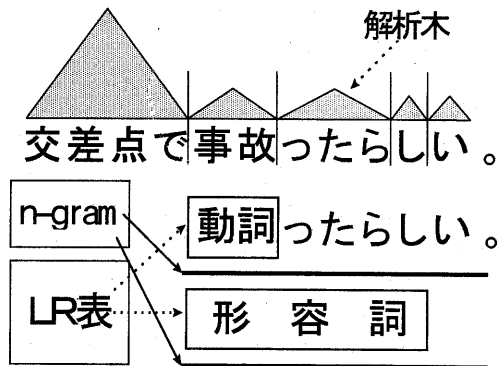 解析木
交差点で事故ったらしい。
n-gram
動詞ったらしい。
LR表
形容詞